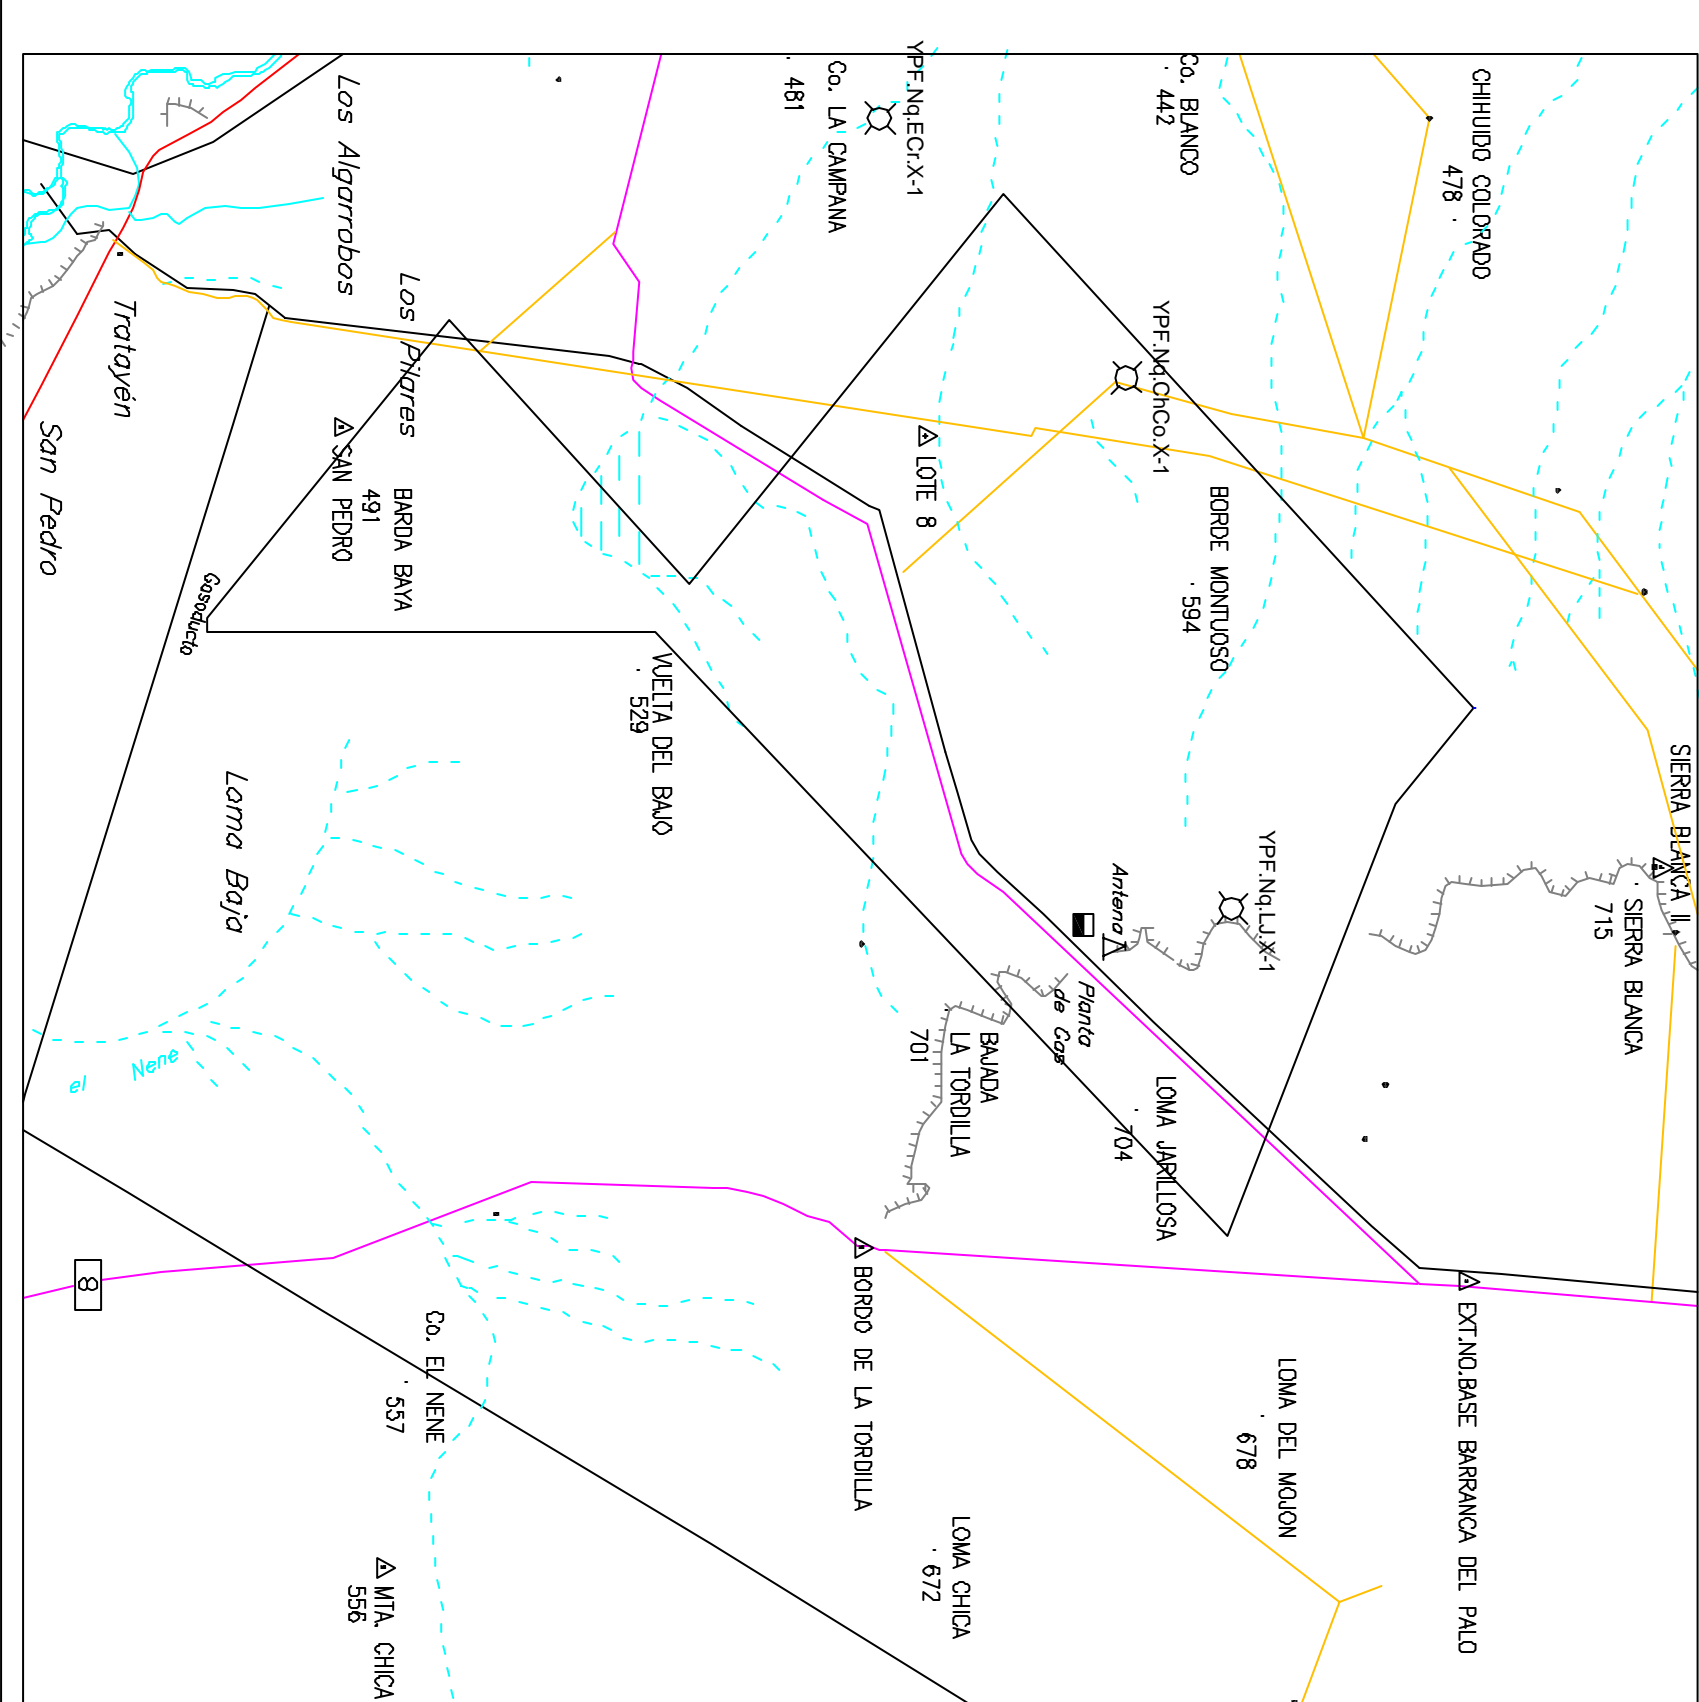 SIERRA BLANCA II
SIERRA BLANCA
715
CHIHUIDO COLORADO
478
EXT.NO.BASE BARRANCA DEL PALO
LOMA DEL MOJON
678
YPF.Nq.LJ.X-1
Co. BLANCO
442
BORDE MONTUOSO
594
YPF.Nq.ChCo.X-1
LOMA JARILLOSA
704
Antena
Planta
de Gas
BAJADA
LA TORDILLA
701
LOMA CHICA
672
YPF.Nq.ECr.X-1
LOTE 8
BORDO DE LA TORDILLA
Co. LA CAMPANA
481
VUELTA DEL BAJO
529
Co. EL NENE
557
MTA. CHICA
556
Los Pilares
BARDA BAYA
491
SAN PEDRO
Los Algarrobos
Loma Baja
Gasoducto
Tratayén
San Pedro
el Nene
8